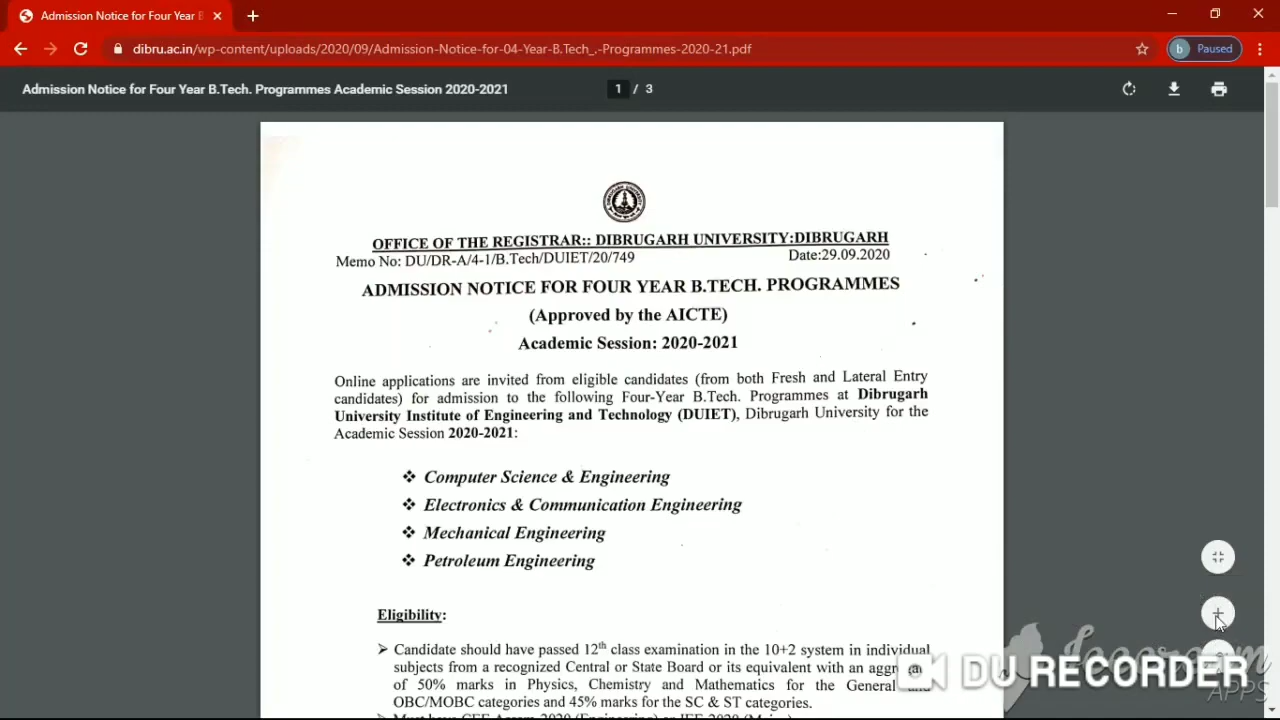 Admission Notice for Four Year B
dibru.ac.in/wp-content/uploads/2020/09/Admission-Notice-for-04-Year-B.Tech_.-Programmes-2020-21.pdf
b Paused
Admission Notice for Four Year B.Tech. Programmes Academic Session 2020-2021
1 / 3
OFFICE OF THE REGISTRAR:: DIBRUGARH UNIVERSITY:DIBRUGARH
Memo No: DU/DR-A/4-1/B.Tech/DUIET/20/749 Date:29.09.2020
ADMISSION NOTICE FOR FOUR YEAR B.TECH. PROGRAMMES
(Approved by the AICTE)
Academic Session: 2020-2021
Online applications are invited from eligible candidates (from both Fresh and Lateral Entry
candidates) for admission to the following Four-Year B.Tech. Programmes at Dibrugarh
University Institute of Engineering and Technology (DUIET), Dibrugarh University for the
Academic Session 2020-2021:
❖ Computer Science & Engineering
❖ Electronics & Communication Engineering
❖ Mechanical Engineering
❖ Petroleum Engineering
Eligibility:
➢ Candidate should have passed 12th class examination in the 10+2 system in individual
subjects from a recognized Central or State Board or its equivalent with an
of 50% marks in Physics, Chemistry and Mathematics for the General and
OBC/MOBC categories and 45% marks for the SC & ST categories.
DU RECORDER
APPS